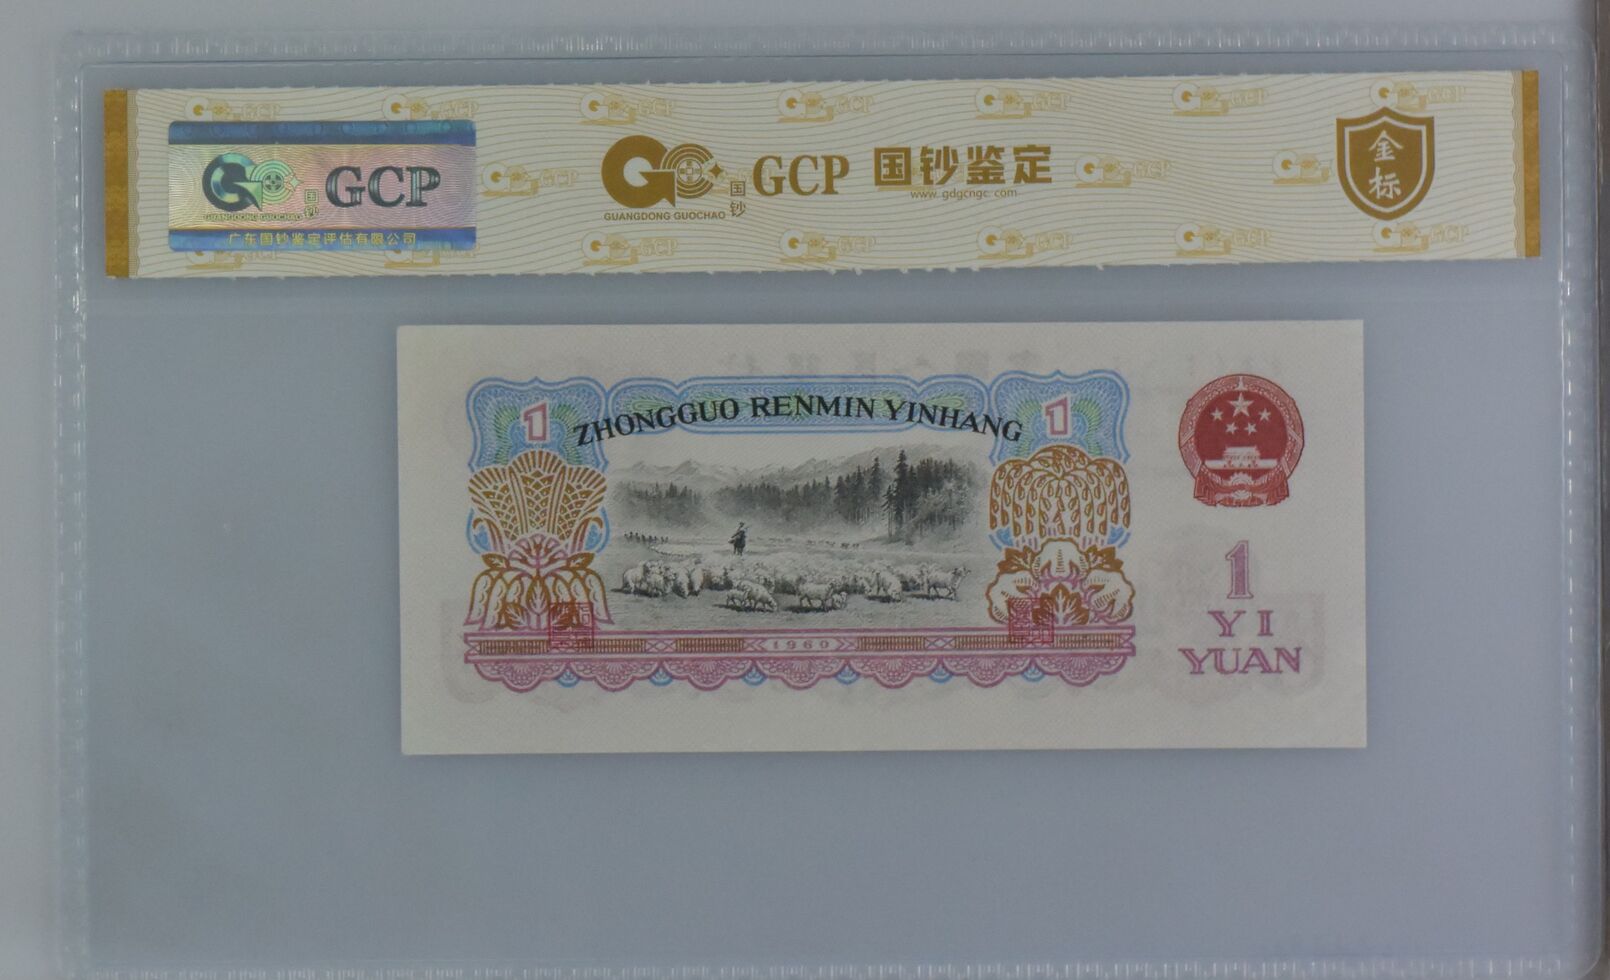 GCP
国钞
GUANGDONG GUOCHAO
广东国钞鉴定评估有限公司
国钞
GUANGDONG GUOCHAO
GCP 国钞鉴定
www.gdgcngc.com
金标
1
ZHONGGUO RENMIN YINHANG
1
1960
1
YI
YUAN